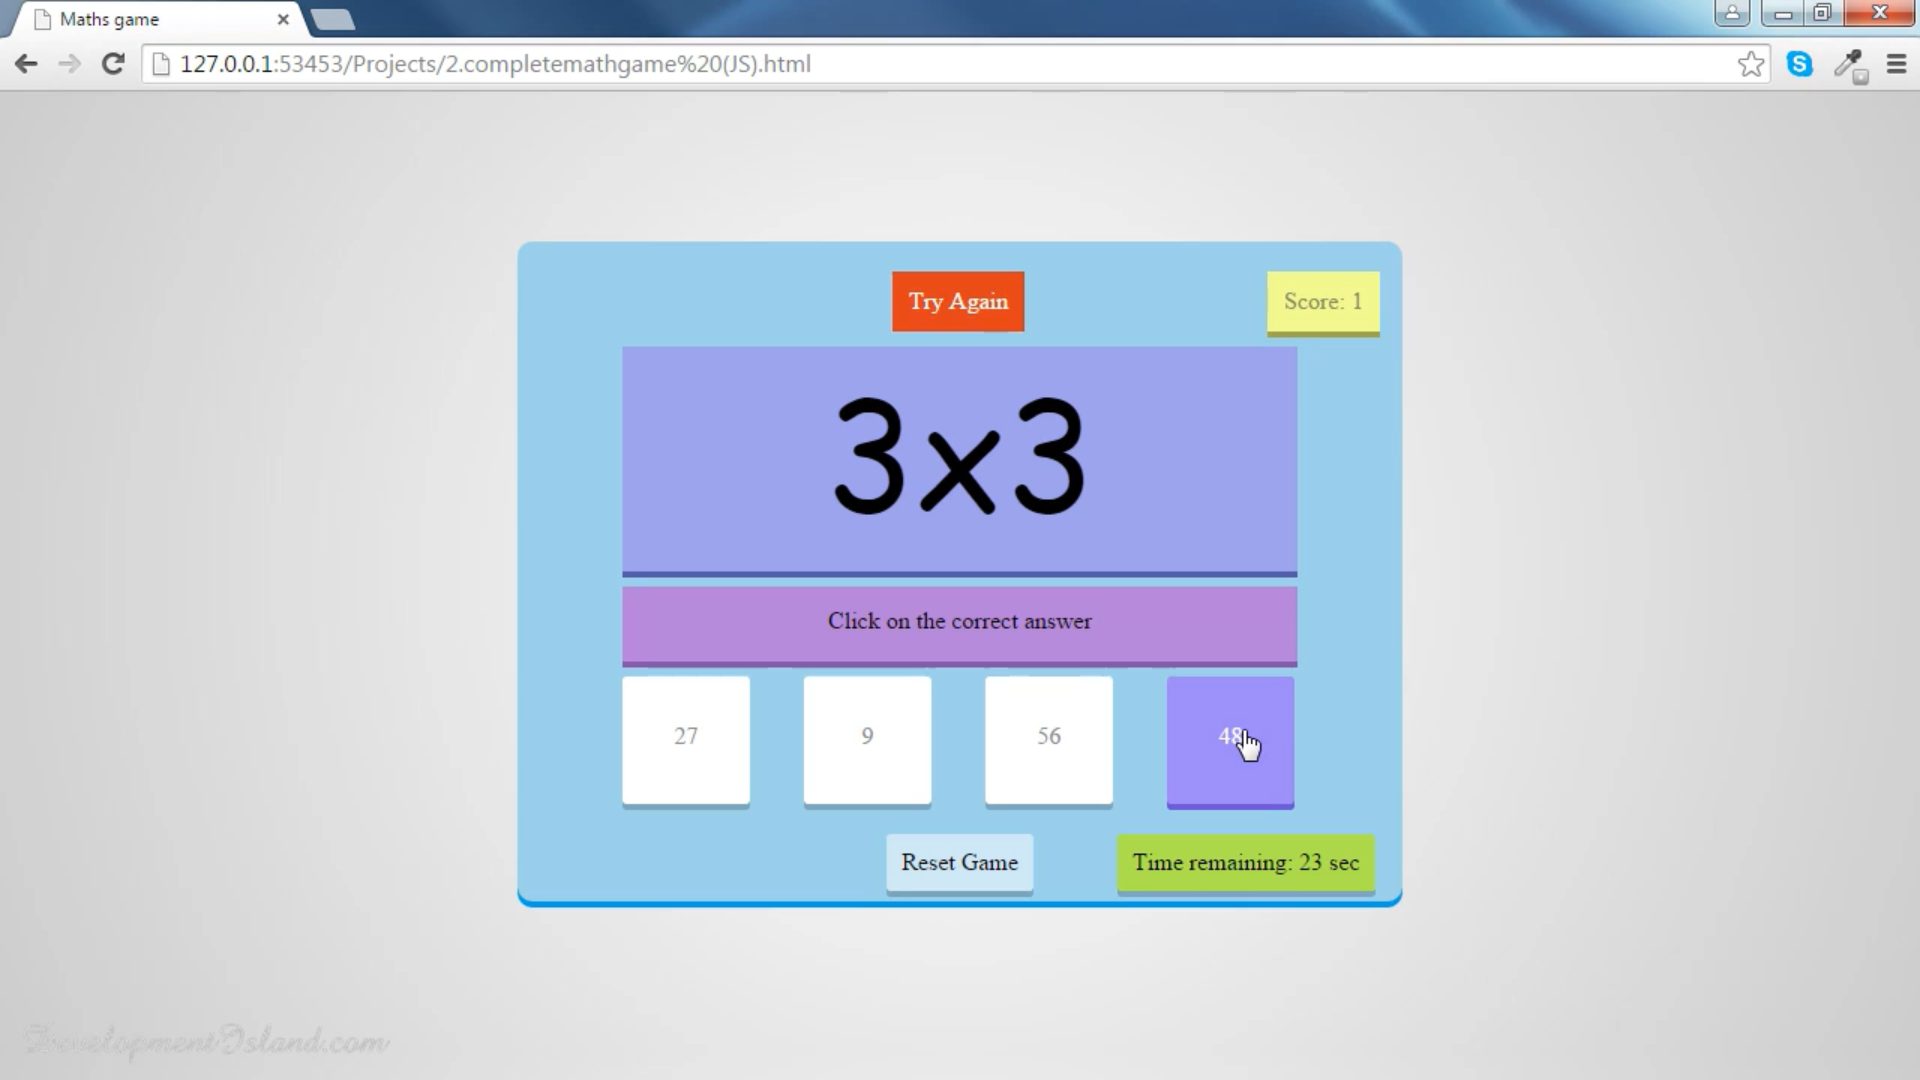 Maths game
127.0.0.1:53453/Projects/2.completemathgame%20(JS).html
Try Again
Score: 1
3x3
Click on the correct answer
27
9
56
48
Reset Game
Time remaining: 23 sec
DevelopmentIsland.com